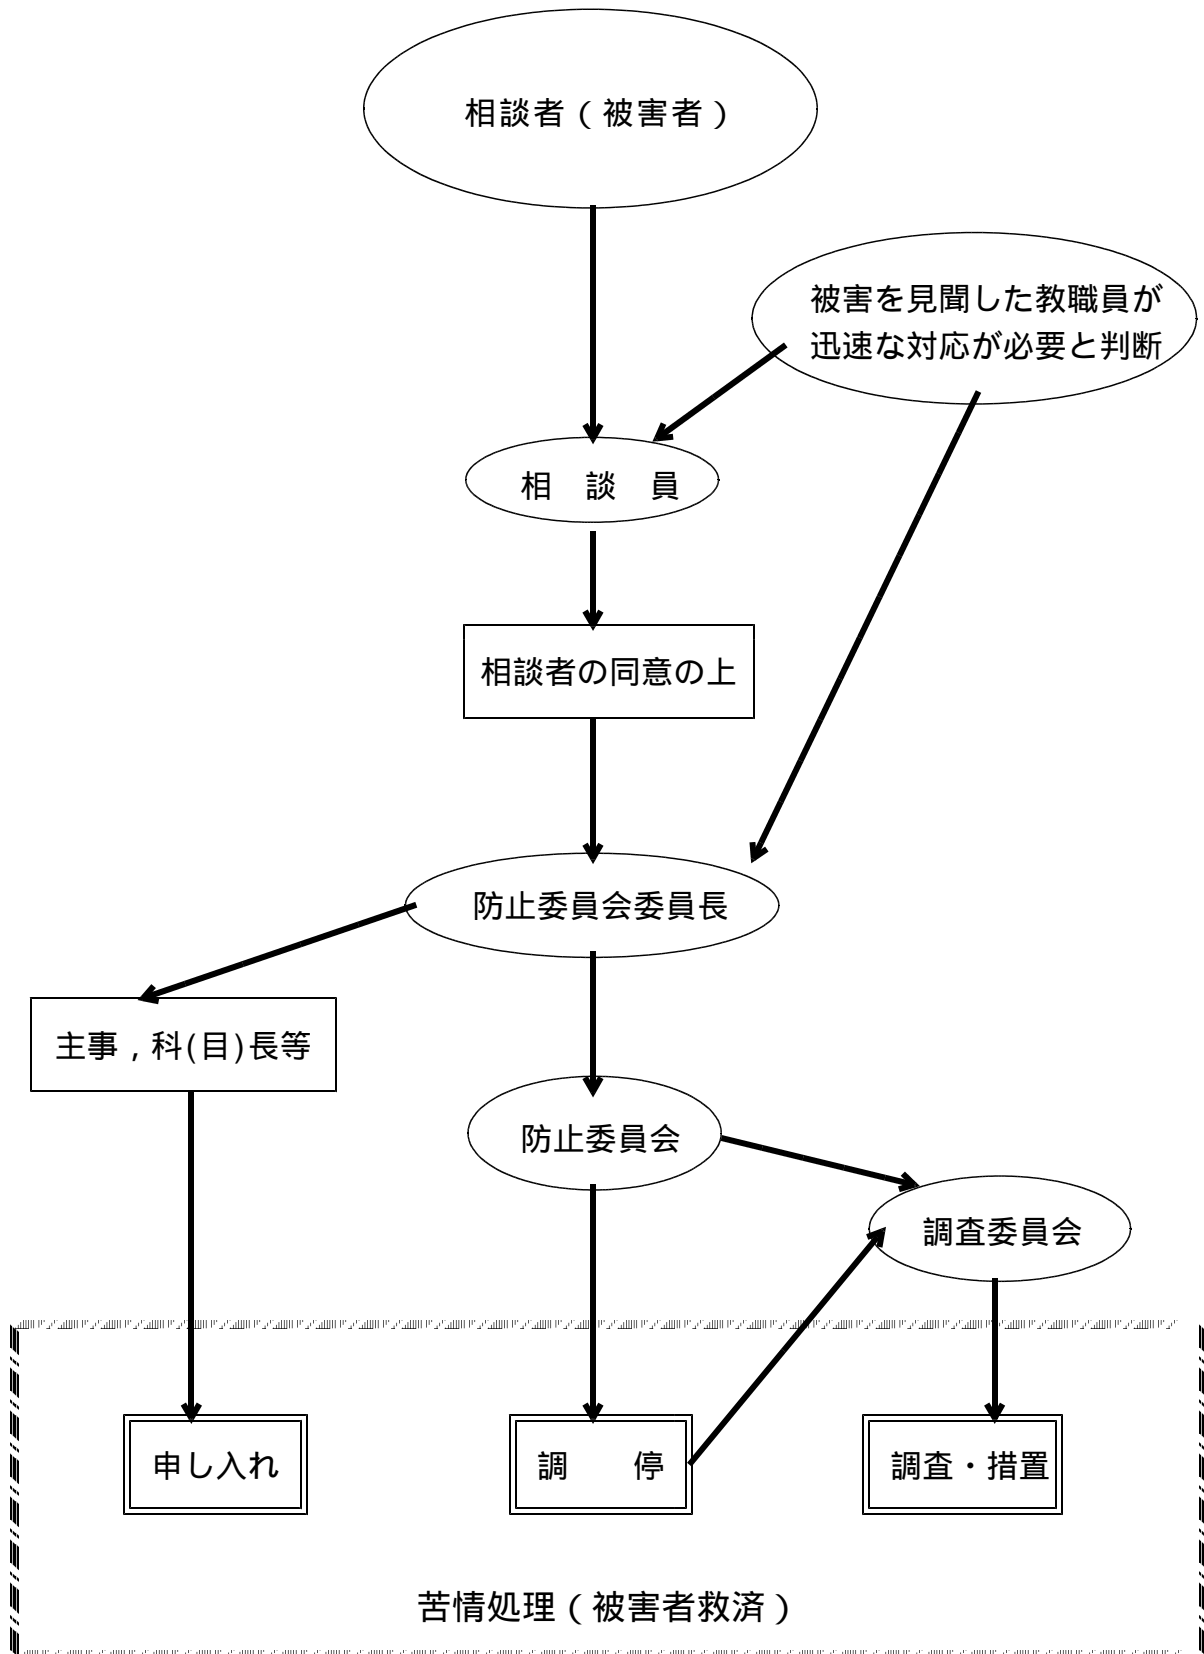 相談者（被害者）
被害を見聞した教職員が
迅速な対応が必要と判断
相　談　員
相談者の同意の上
防止委員会委員長
主事，科(目)長等
防止委員会
調査委員会
申し入れ
調　　停
調査・措置
苦情処理（被害者救済）